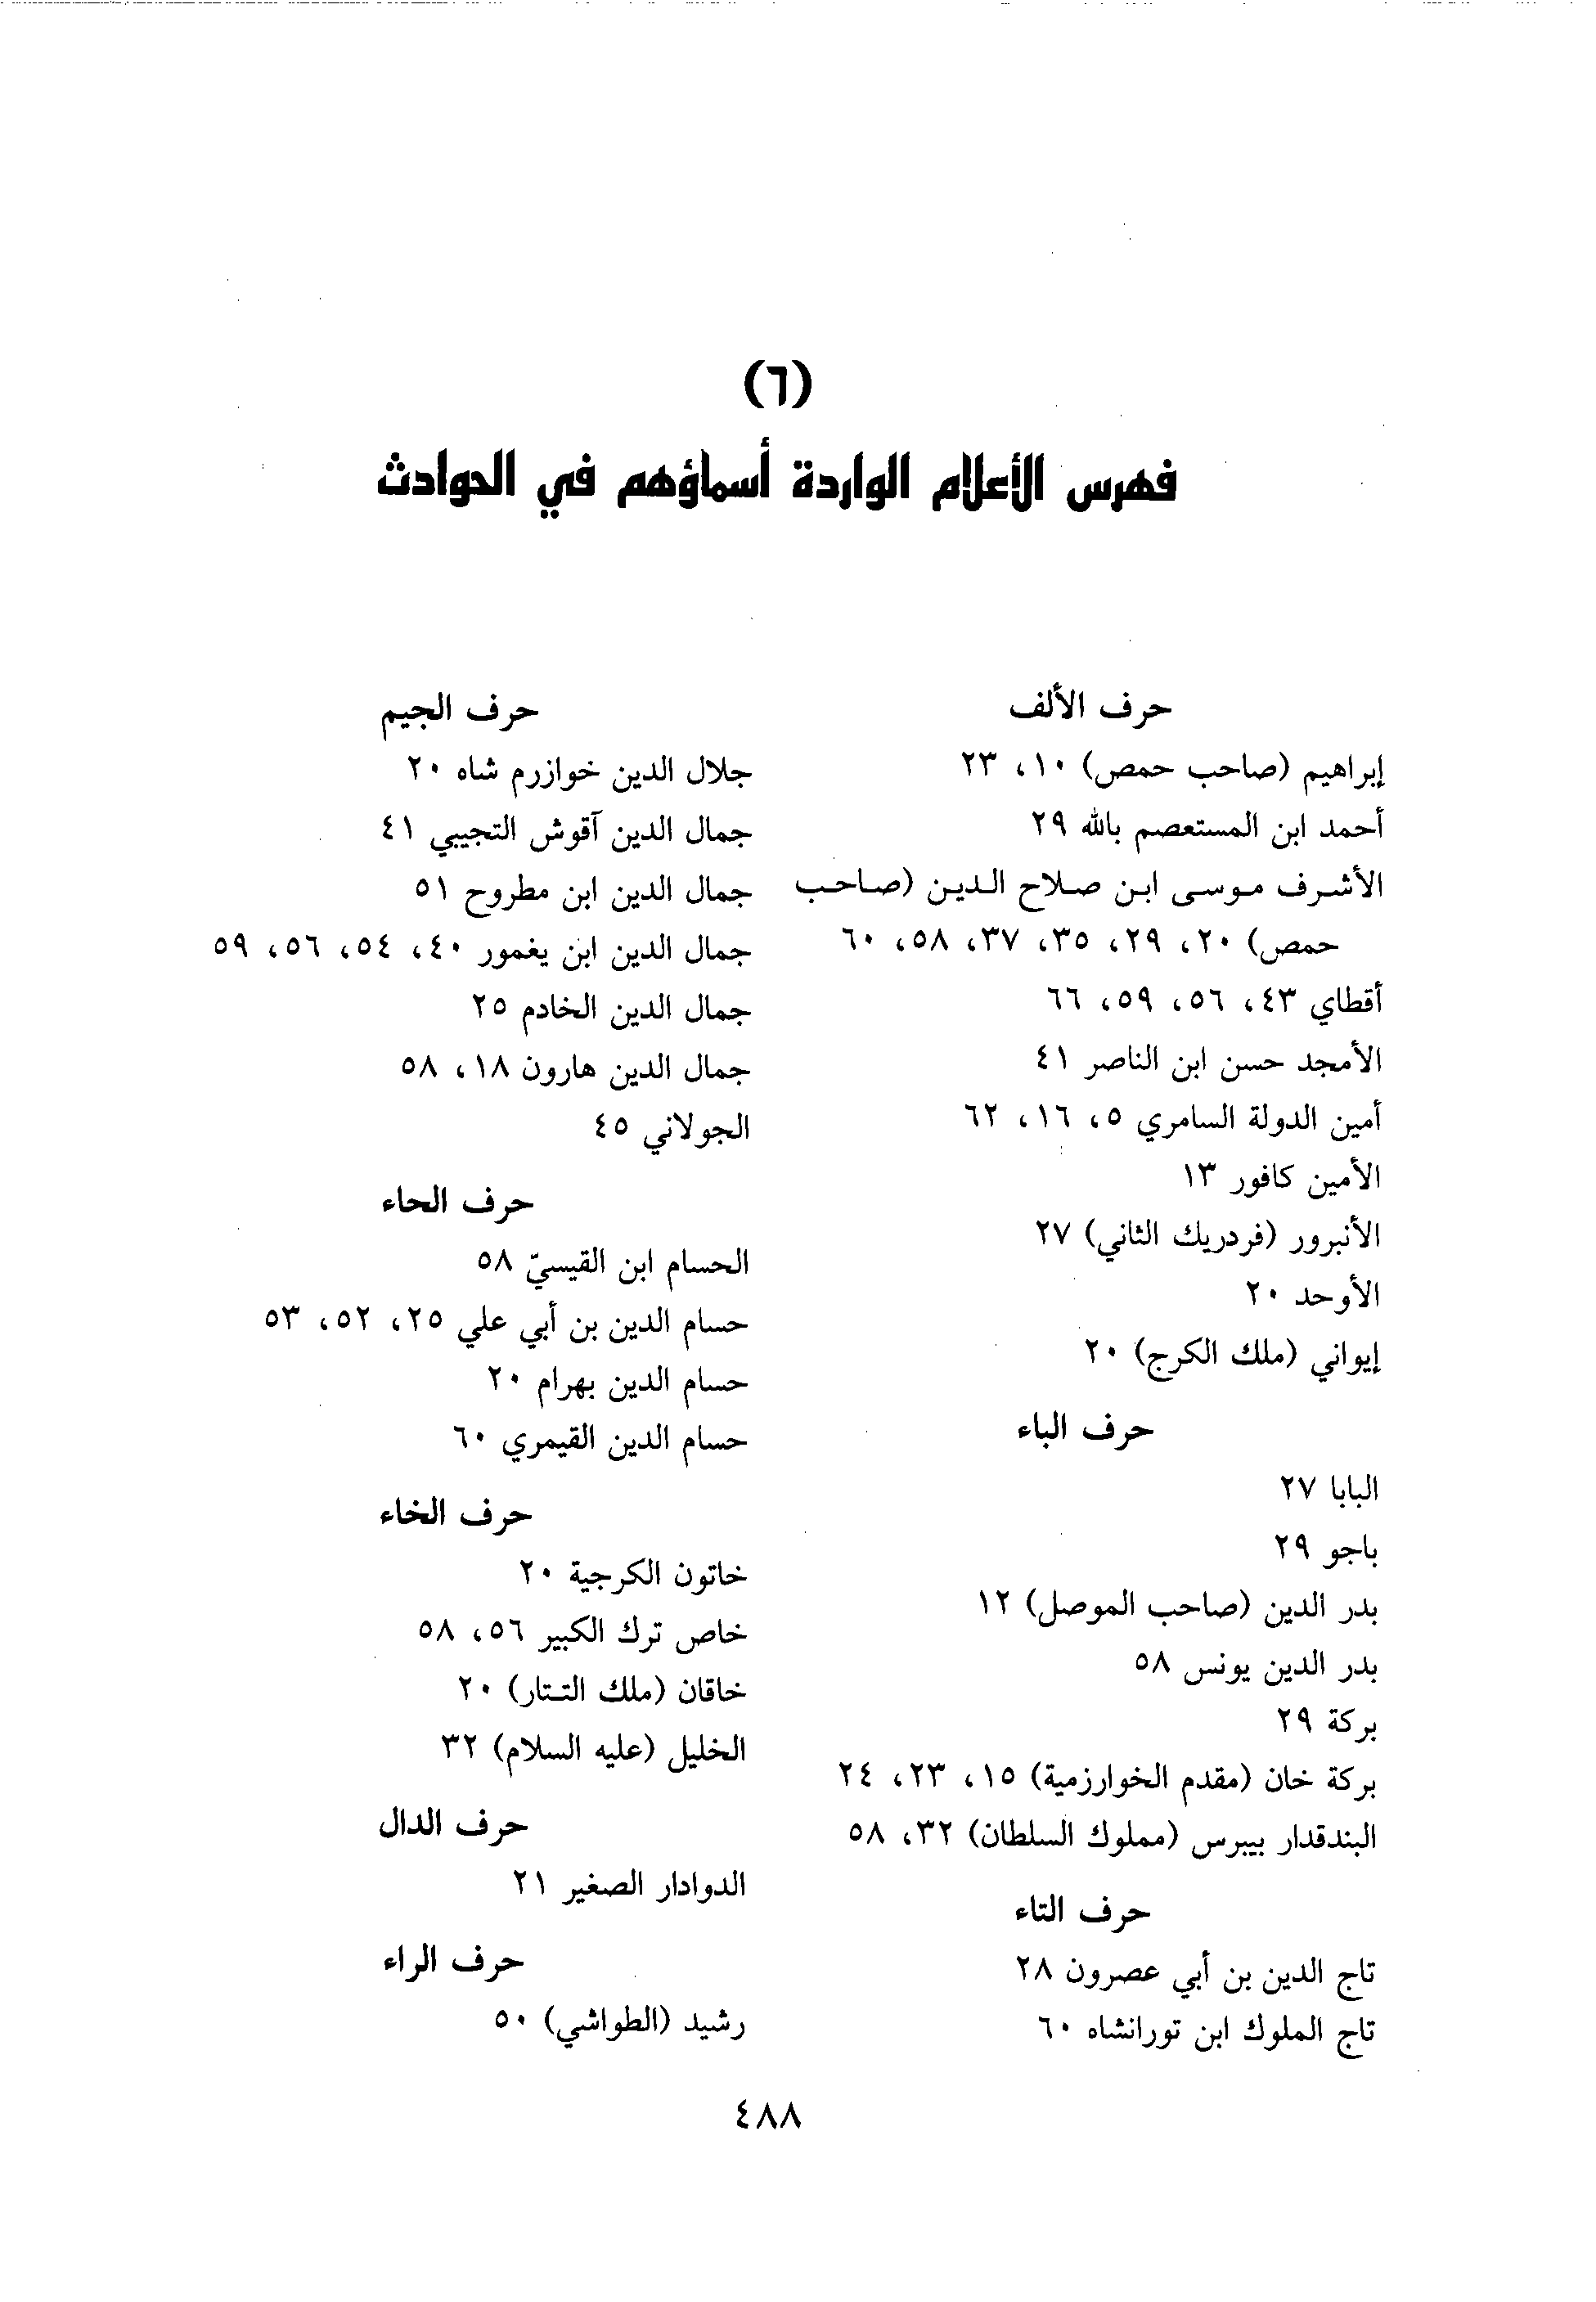 (٦)
فهرس الأعلام الواردة أسماؤهم في الحوادث
حرف الألف
إبراهيم (صاحب حمص) ١٠، ٢٣
أحمد ابن المستعصم بالله ٢٩
الأشرف موسى ابن صلاح الدين (صاحب
حمص) ٢٠، ٢٩، ٣٥، ٣٧، ٥٨، ٦٠
أقطاي ٤٣، ٥٦، ٥٩، ٦٦
الأمجد حسن ابن الناصر ٤١
أمين الدولة السامري ٥، ١٦، ٦٢
الأمين كافور ١٣
الأنبرور (فردريك الثاني) ٢٧
الأوحد ٢٠
إيواني (ملك الكرج) ٢٠
حرف الباء
البابا ٢٧
باجو ٢٩
بدر الدين (صاحب الموصل) ١٢
بدر الدين يونس ٥٨
بركة ٢٩
بركة خان (مقدم الخوارزمية) ١٥، ٢٣، ٢٤
البندقدار بيبرس (مملوك السلطان) ٣٢، ٥٨
حرف التاء
تاج الدين بن أبي عصرون ٢٨
تاج الملوك ابن تورانشاه ٦٠
حرف الجيم
جلال الدين خوازرم شاه ٢٠
جمال الدين آقوش التجيبي ٤١
جمال الدين ابن مطروح ٥١
جمال الدين ابن يغمور ٤٠، ٥٤، ٥٦، ٥٩
جمال الدين الخادم ٢٥
جمال الدين هارون ١٨، ٥٨
الجولاني ٤٥
حرف الحاء
الحسام ابن القيسيّ ٥٨
حسام الدين بن أبي علي ٢٥، ٥٢، ٥٣
حسام الدين بهرام ٢٠
حسام الدين القيمري ٦٠
حرف الخاء
خاتون الكرجية ٢٠
خاص ترك الكبير ٥٦، ٥٨
خاقان (ملك التتار) ٢٠
الخليل (عليه السلام) ٣٢
حرف الدال
الدوادار الصغير ٢١
حرف الراء
رشيد (الطواشي) ٥٠
٤٨٨